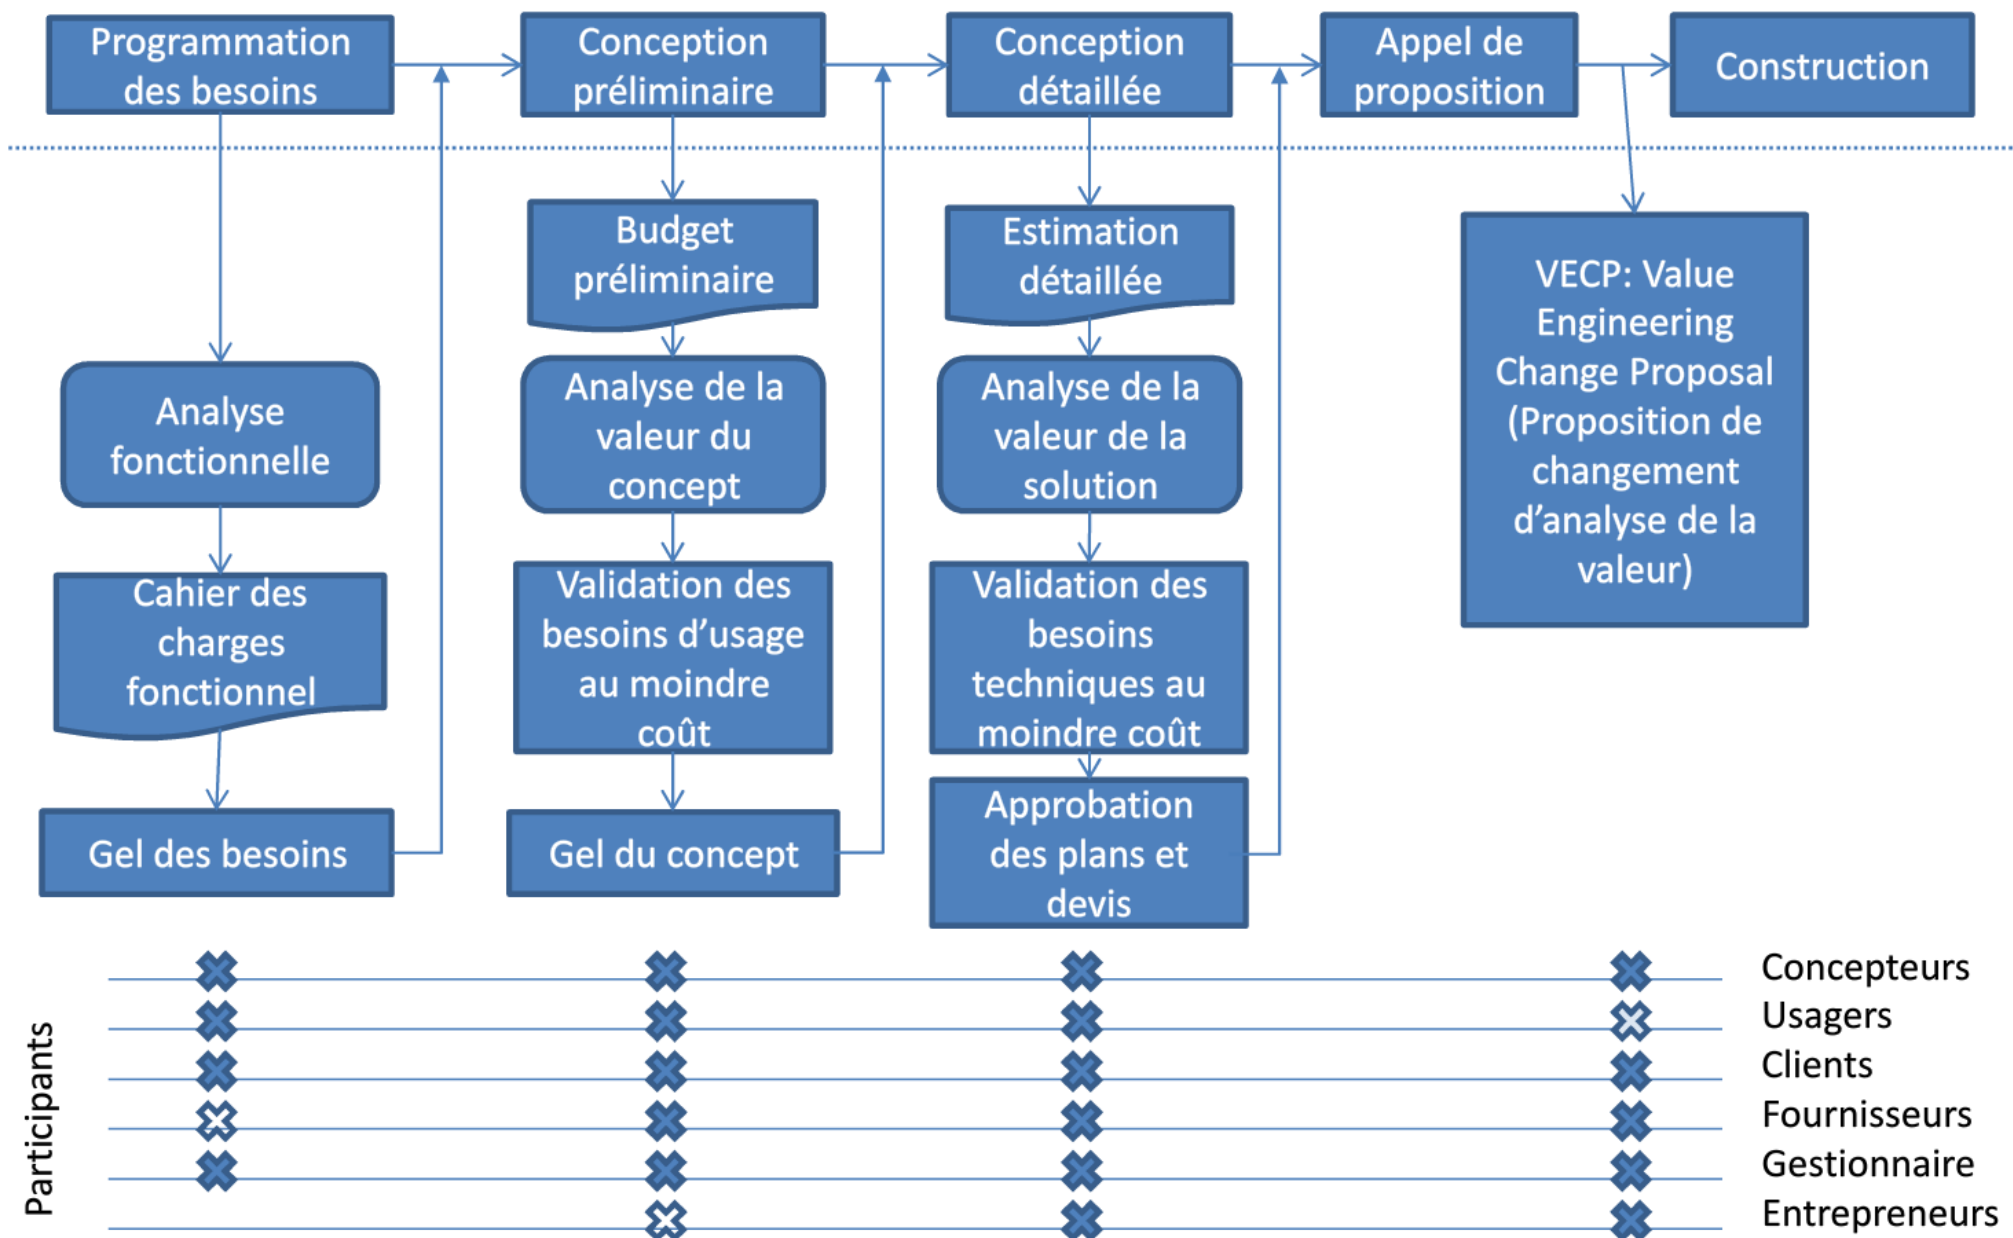 Programmation
des besoins
Conception
préliminaire
Conception
détaillée
Appel de
proposition
Construction
Budget
préliminaire
Estimation
détaillée
VECP: Value
Engineering
Change Proposal
(Proposition de
changement
d'analyse de la
valeur)
Analyse
fonctionnelle
Analyse de la
valeur du
concept
Analyse de la
valeur de la
solution
Cahier des
charges
fonctionnel
Validation des
besoins d'usage
au moindre
coût
Validation des
besoins
techniques au
moindre coût
Gel des besoins
Gel du concept
Approbation
des plans et
devis
Participants
Concepteurs
Usagers
Clients
Fournisseurs
Gestionnaire
Entrepreneurs